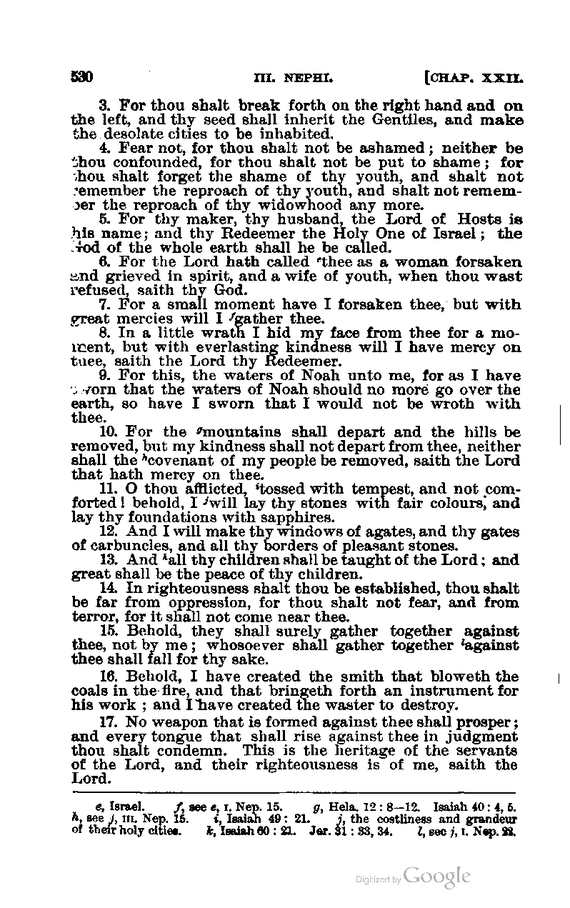 530 III. NEPHI. [CHAP. XXII.
3. For thou shalt break forth on the right hand and on
the left, and thy seed shall inherit the Gentiles, and make
the desolate cities to be inhabited.
4. Fear not, for thou shalt not be ashamed; neither be
thou confounded, for thou shalt not be put to shame; for
thou shalt forget the shame of thy youth, and shalt not
remember the reproach of thy youth, and shalt not remem-
ber the reproach of thy widowhood any more.
5. For thy maker, thy husband, the Lord of Hosts is
his name; and thy Redeemer the Holy One of Israel; the
God of the whole earth shall he be called.
6. For the Lord hath called ᵉthee as a woman forsaken
and grieved in spirit, and a wife of youth, when thou wast
refused, saith thy God.
7. For a small moment have I forsaken thee, but with
great mercies will I ᶠgather thee.
8. In a little wrath I hid my face from thee for a mo-
ment, but with everlasting kindness will I have mercy on
thee, saith the Lord thy Redeemer.
9. For this, the waters of Noah unto me, for as I have
sworn that the waters of Noah should no more go over the
earth, so have I sworn that I would not be wroth with
thee.
10. For the ᵍmountains shall depart and the hills be
removed, but my kindness shall not depart from thee, neither
shall the ʰcovenant of my people be removed, saith the Lord
that hath mercy on thee.
11. O thou afflicted, ⁱtossed with tempest, and not com-
forted! behold, I ʲwill lay thy stones with fair colours, and
lay thy foundations with sapphires.
12. And I will make thy windows of agates, and thy gates
of carbuncles, and all thy borders of pleasant stones.
13. And ᵏall thy children shall be taught of the Lord; and
great shall be the peace of thy children.
14. In righteousness shalt thou be established, thou shalt
be far from oppression, for thou shalt not fear, and from
terror, for it shall not come near thee.
15. Behold, they shall surely gather together against
thee, not by me; whosoever shall gather together ˡagainst
thee shall fall for thy sake.
16. Behold, I have created the smith that bloweth the
coals in the fire, and that bringeth forth an instrument for
his work; and I have created the waster to destroy.
17. No weapon that is formed against thee shall prosper;
and every tongue that shall rise against thee in judgment
thou shalt condemn. This is the heritage of the servants
of the Lord, and their righteousness is of me, saith the
Lord.
e, Israel. f, see e, I. Nep. 15. g, Hela. 12: 8—12. Isaiah 40: 4, 5.
h, see j, III. Nep. 15. i, Isaiah 49: 21. j, the costliness and grandeur
of their holy cities. k, Isaiah 60: 21. Jer. 31: 33, 34. l, see j, I. Nep. 22.
Digitized by Google